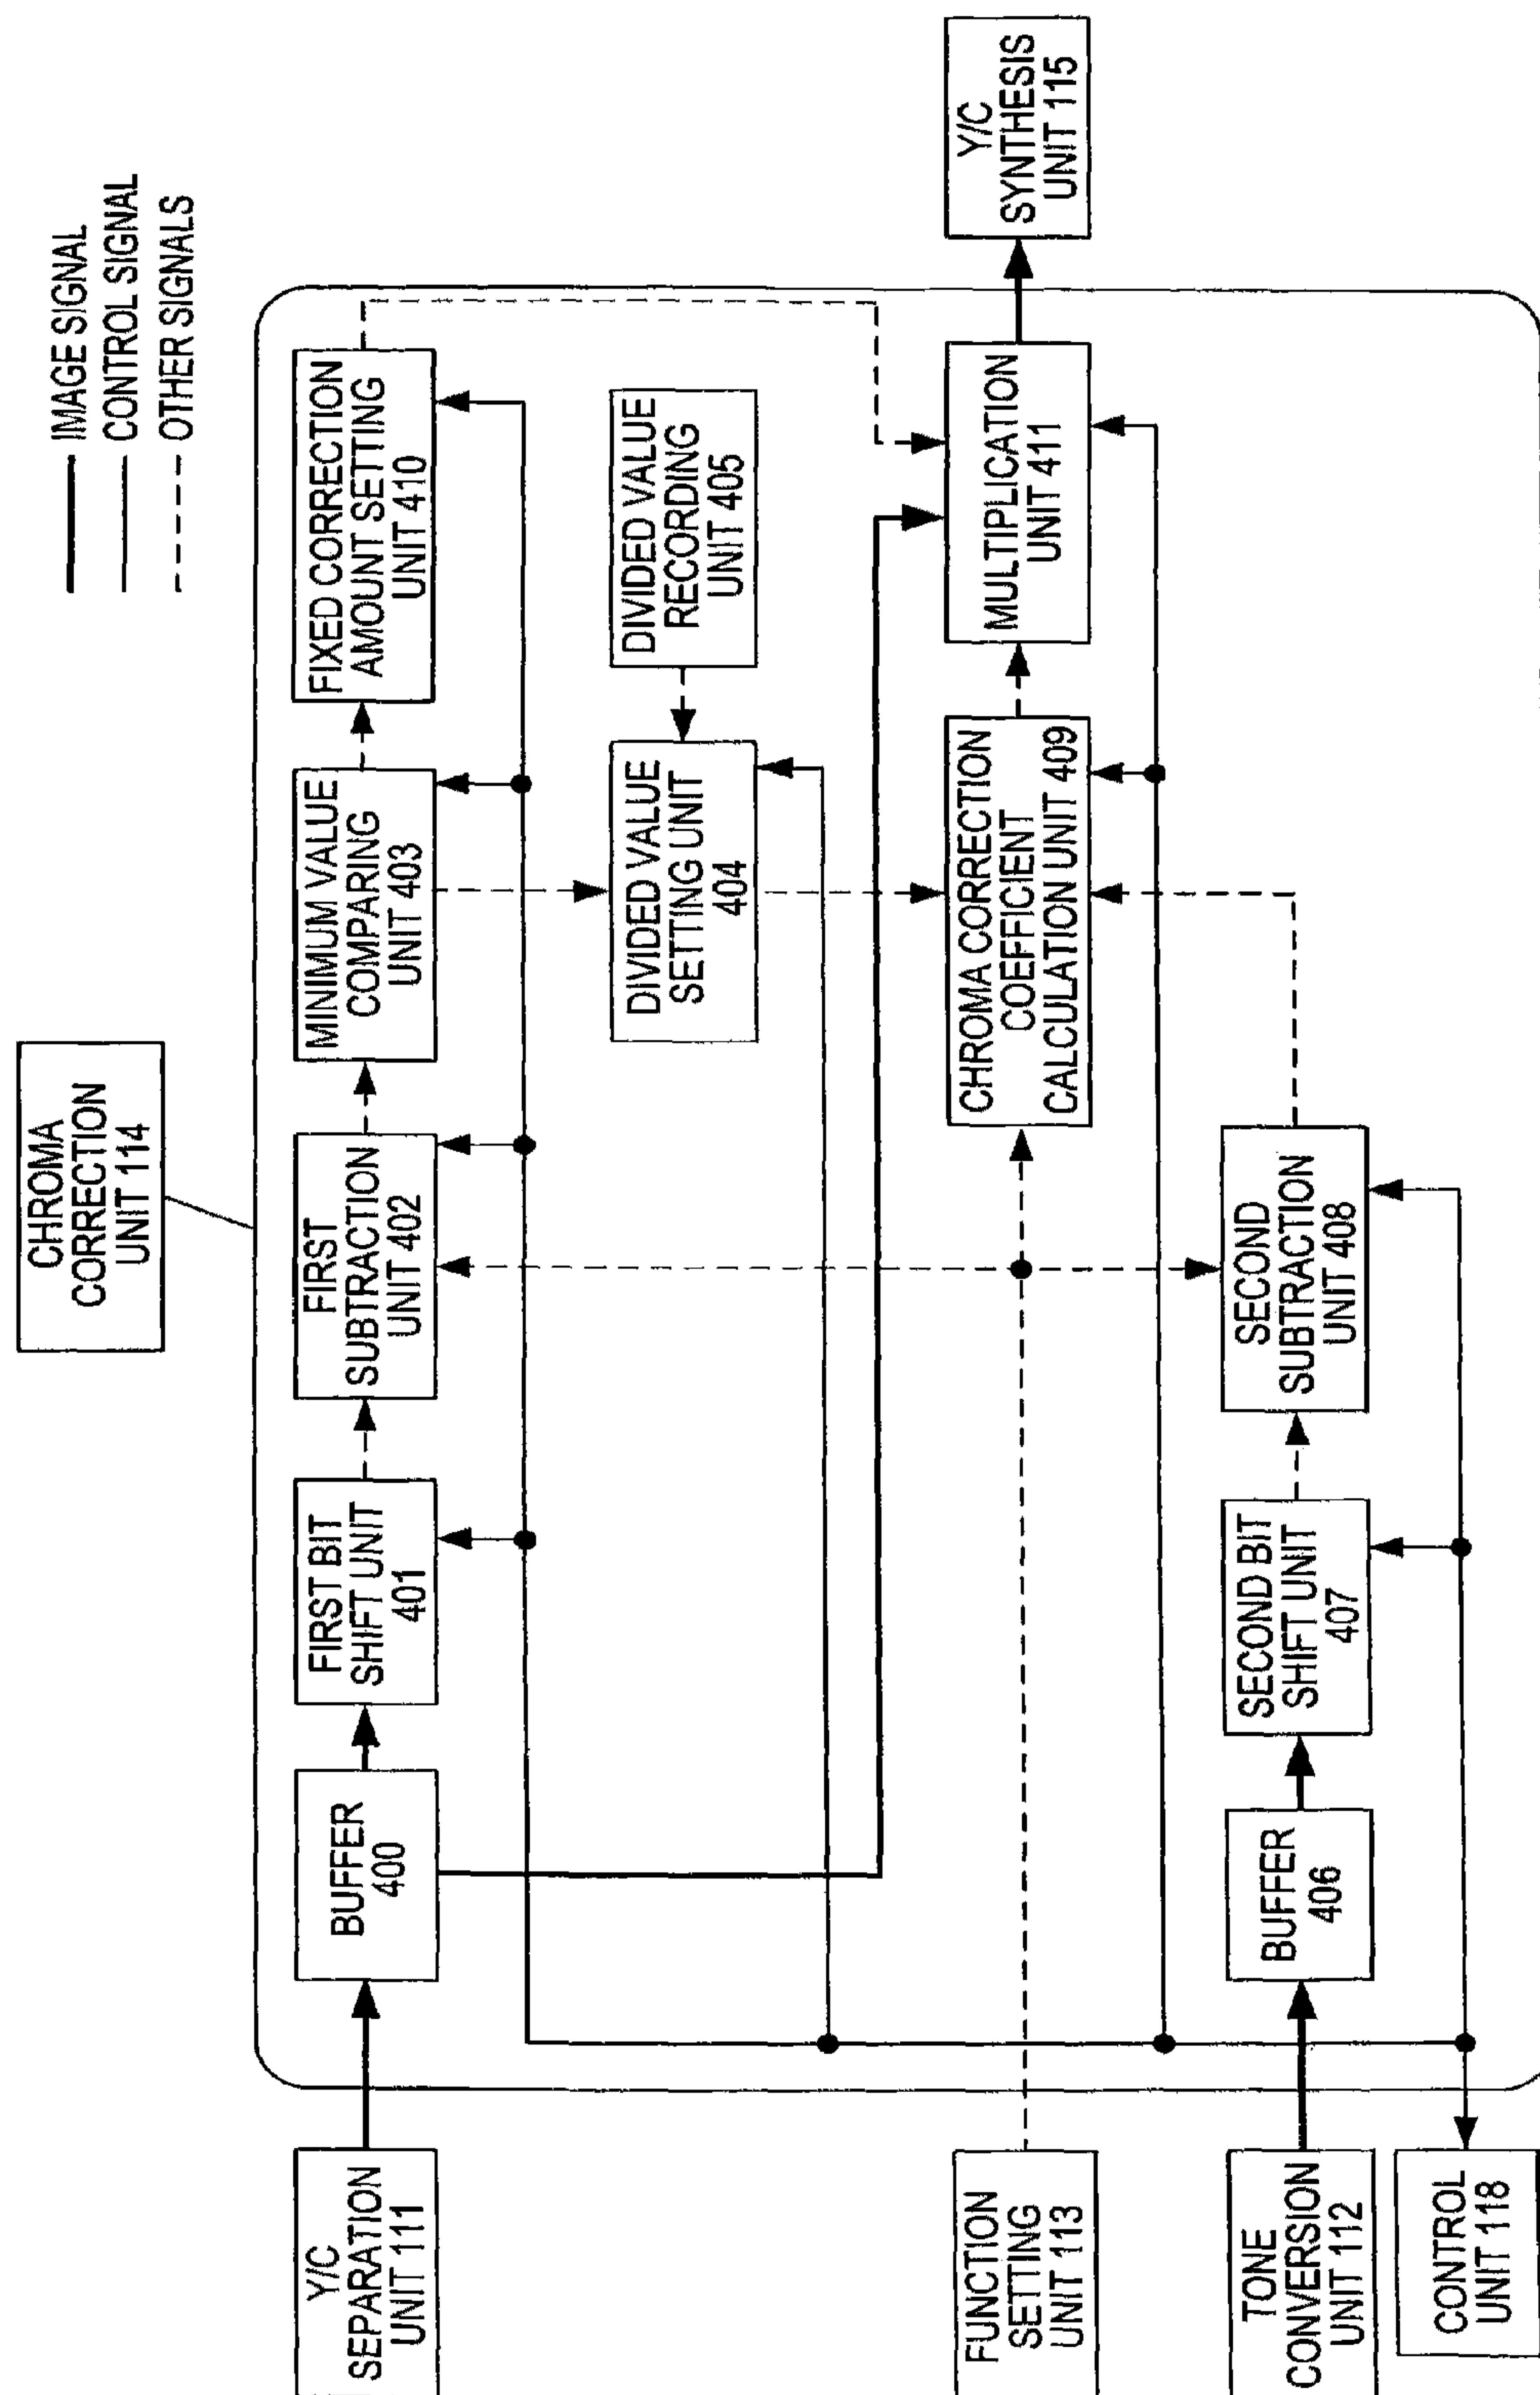 IMAGE SIGNAL
CONTROL SIGNAL
OTHER SIGNALS
CHROMA
CORRECTION
UNIT 114
Y/C
SEPARATION
UNIT 111
BUFFER
400
FIRST BIT
SHIFT UNIT
401
FIRST
SUBTRACTION
UNIT 402
MINIMUM VALUE
COMPARING
UNIT 403
FIXED CORRECTION
AMOUNT SETTING
UNIT 410
DIVIDED VALUE
SETTING UNIT
404
DIVIDED VALUE
RECORDING
UNIT 405
FUNCTION
SETTING
UNIT 113
CHROMA CORRECTION
COEFFICIENT
CALCULATION UNIT 409
MULTIPLICATION
UNIT 411
Y/C
SYNTHESIS
UNIT 115
TONE
CONVERSION
UNIT 112
BUFFER
406
SECOND BIT
SHIFT UNIT
407
SECOND
SUBTRACTION
UNIT 408
CONTROL
UNIT 118